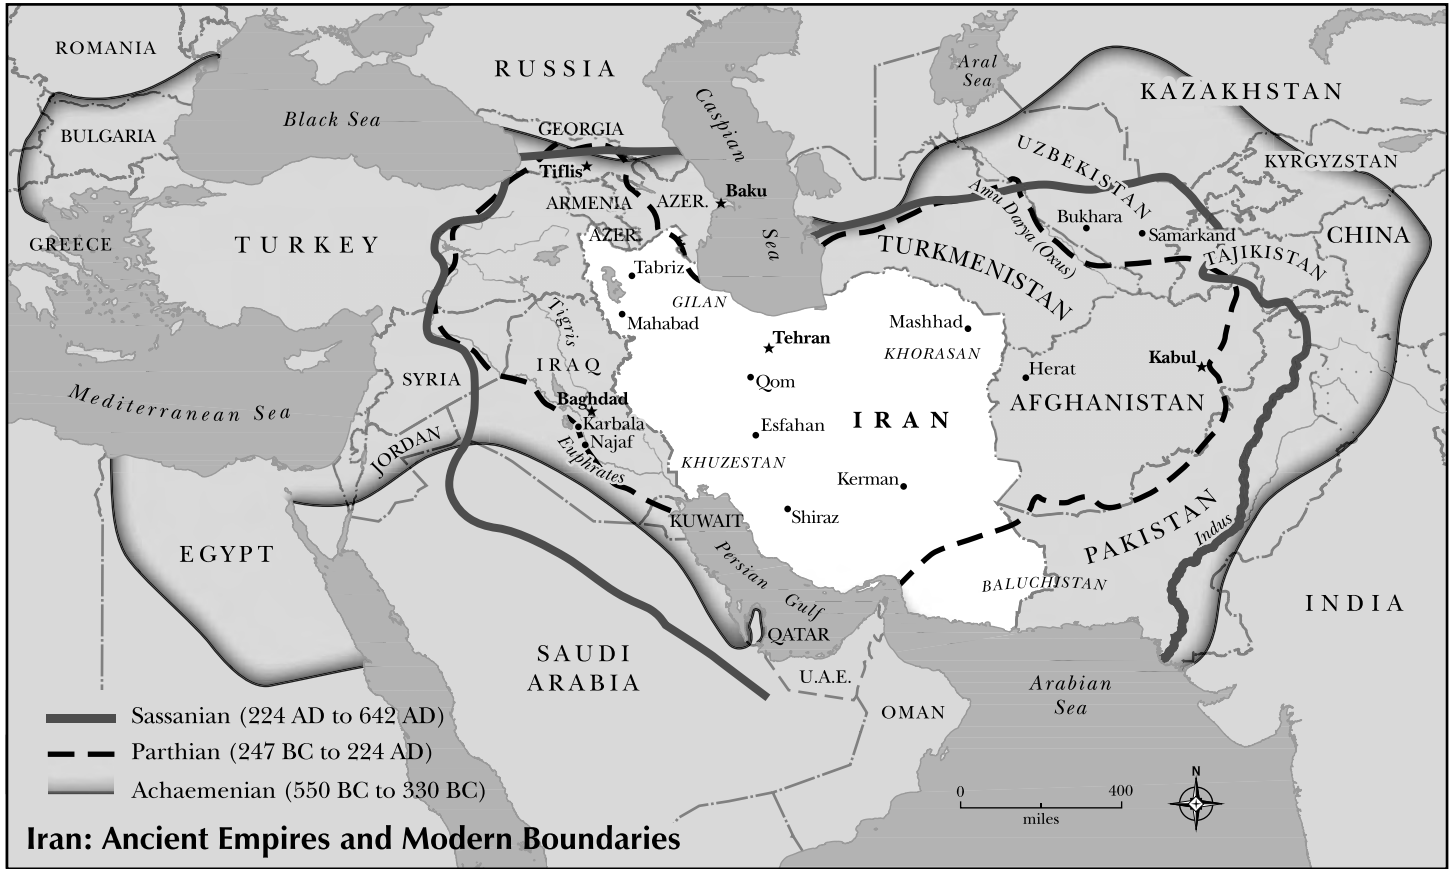 ROMANIA
RUSSIA
Aral
Sea
KAZAKHSTAN
BULGARIA
Black Sea
GEORGIA
Caspian
Sea
UZBEKISTAN
KYRGYZSTAN
Tiflis
ARMENIA
AZER.
Baku
Amu Darya (Oxus)
Bukhara
Samarkand
CHINA
GREECE
TURKEY
AZER.
TURKMENISTAN
TAJIKISTAN
Tabriz
GILAN
Mahabad
Tigris
Tehran
Mashhad
KHORASAN
Kabul
SYRIA
IRAQ
Qom
Herat
Mediterranean Sea
Baghdad
Karbala
Najaf
Esfahan
IRAN
AFGHANISTAN
JORDAN
Euphrates
KHUZESTAN
Kerman
KUWAIT
Shiraz
PAKISTAN
Indus
EGYPT
Persian Gulf
BALUCHISTAN
INDIA
QATAR
SAUDI
ARABIA
U.A.E.
OMAN
Arabian
Sea
Sassanian (224 AD to 642 AD)
Parthian (247 BC to 224 AD)
Achaemenian (550 BC to 330 BC)
N
0 400
miles
Iran: Ancient Empires and Modern Boundaries